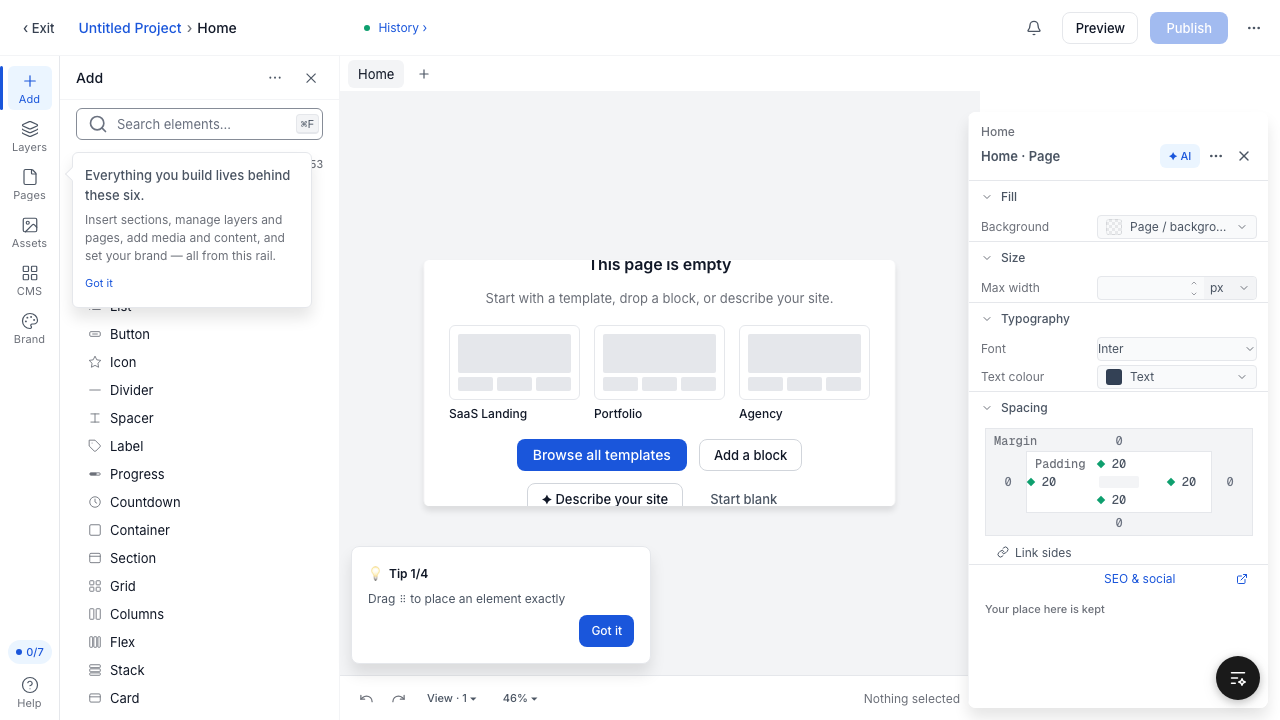 ‹ Exit
Untitled Project › Home
History ›
Preview
Publish
Add
Layers
Pages
Assets
CMS
Brand
0/7
Help
Add
Search elements...
⌘F
53
Everything you build lives behind
these six.
Insert sections, manage layers and
pages, add media and content, and
set your brand — all from this rail.
Got it
List
Button
Icon
Divider
Spacer
Label
Progress
Countdown
Container
Section
Grid
Columns
Flex
Stack
Card
Home
This page is empty
Start with a template, drop a block, or describe your site.
SaaS Landing
Portfolio
Agency
Browse all templates
Add a block
✦ Describe your site
Start blank
💡 Tip 1/4
Drag ⠿ to place an element exactly
Got it
View · 1
46%
Nothing selected
Home
Home · Page
✦ AI
Fill
Background
Page / backgro...
Size
Max width
px
Typography
Font
Inter
Text colour
Text
Spacing
Margin
0
Padding
20
0
20
20
0
20
0
Link sides
SEO & social
Your place here is kept